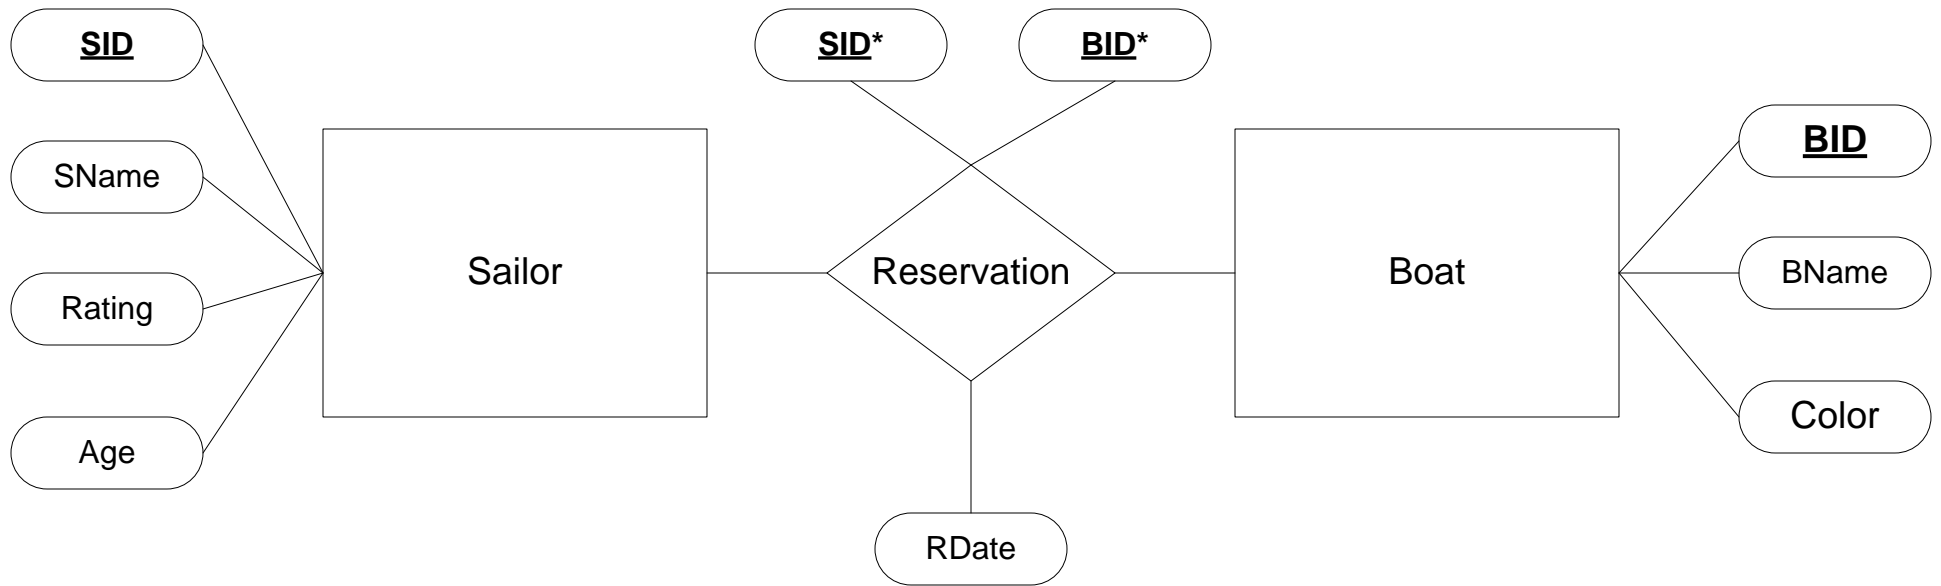 SID
SName
Rating
Age
Sailor
SID*
BID*
Reservation
RDate
Boat
BID
BName
Color